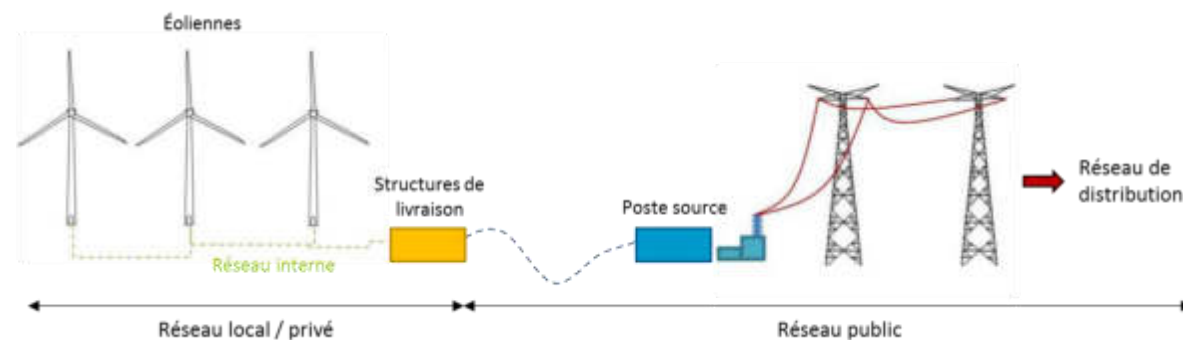 Éoliennes
Structures de
livraison
Réseau interne
Poste source
Réseau de
distribution
Réseau local / privé
Réseau public